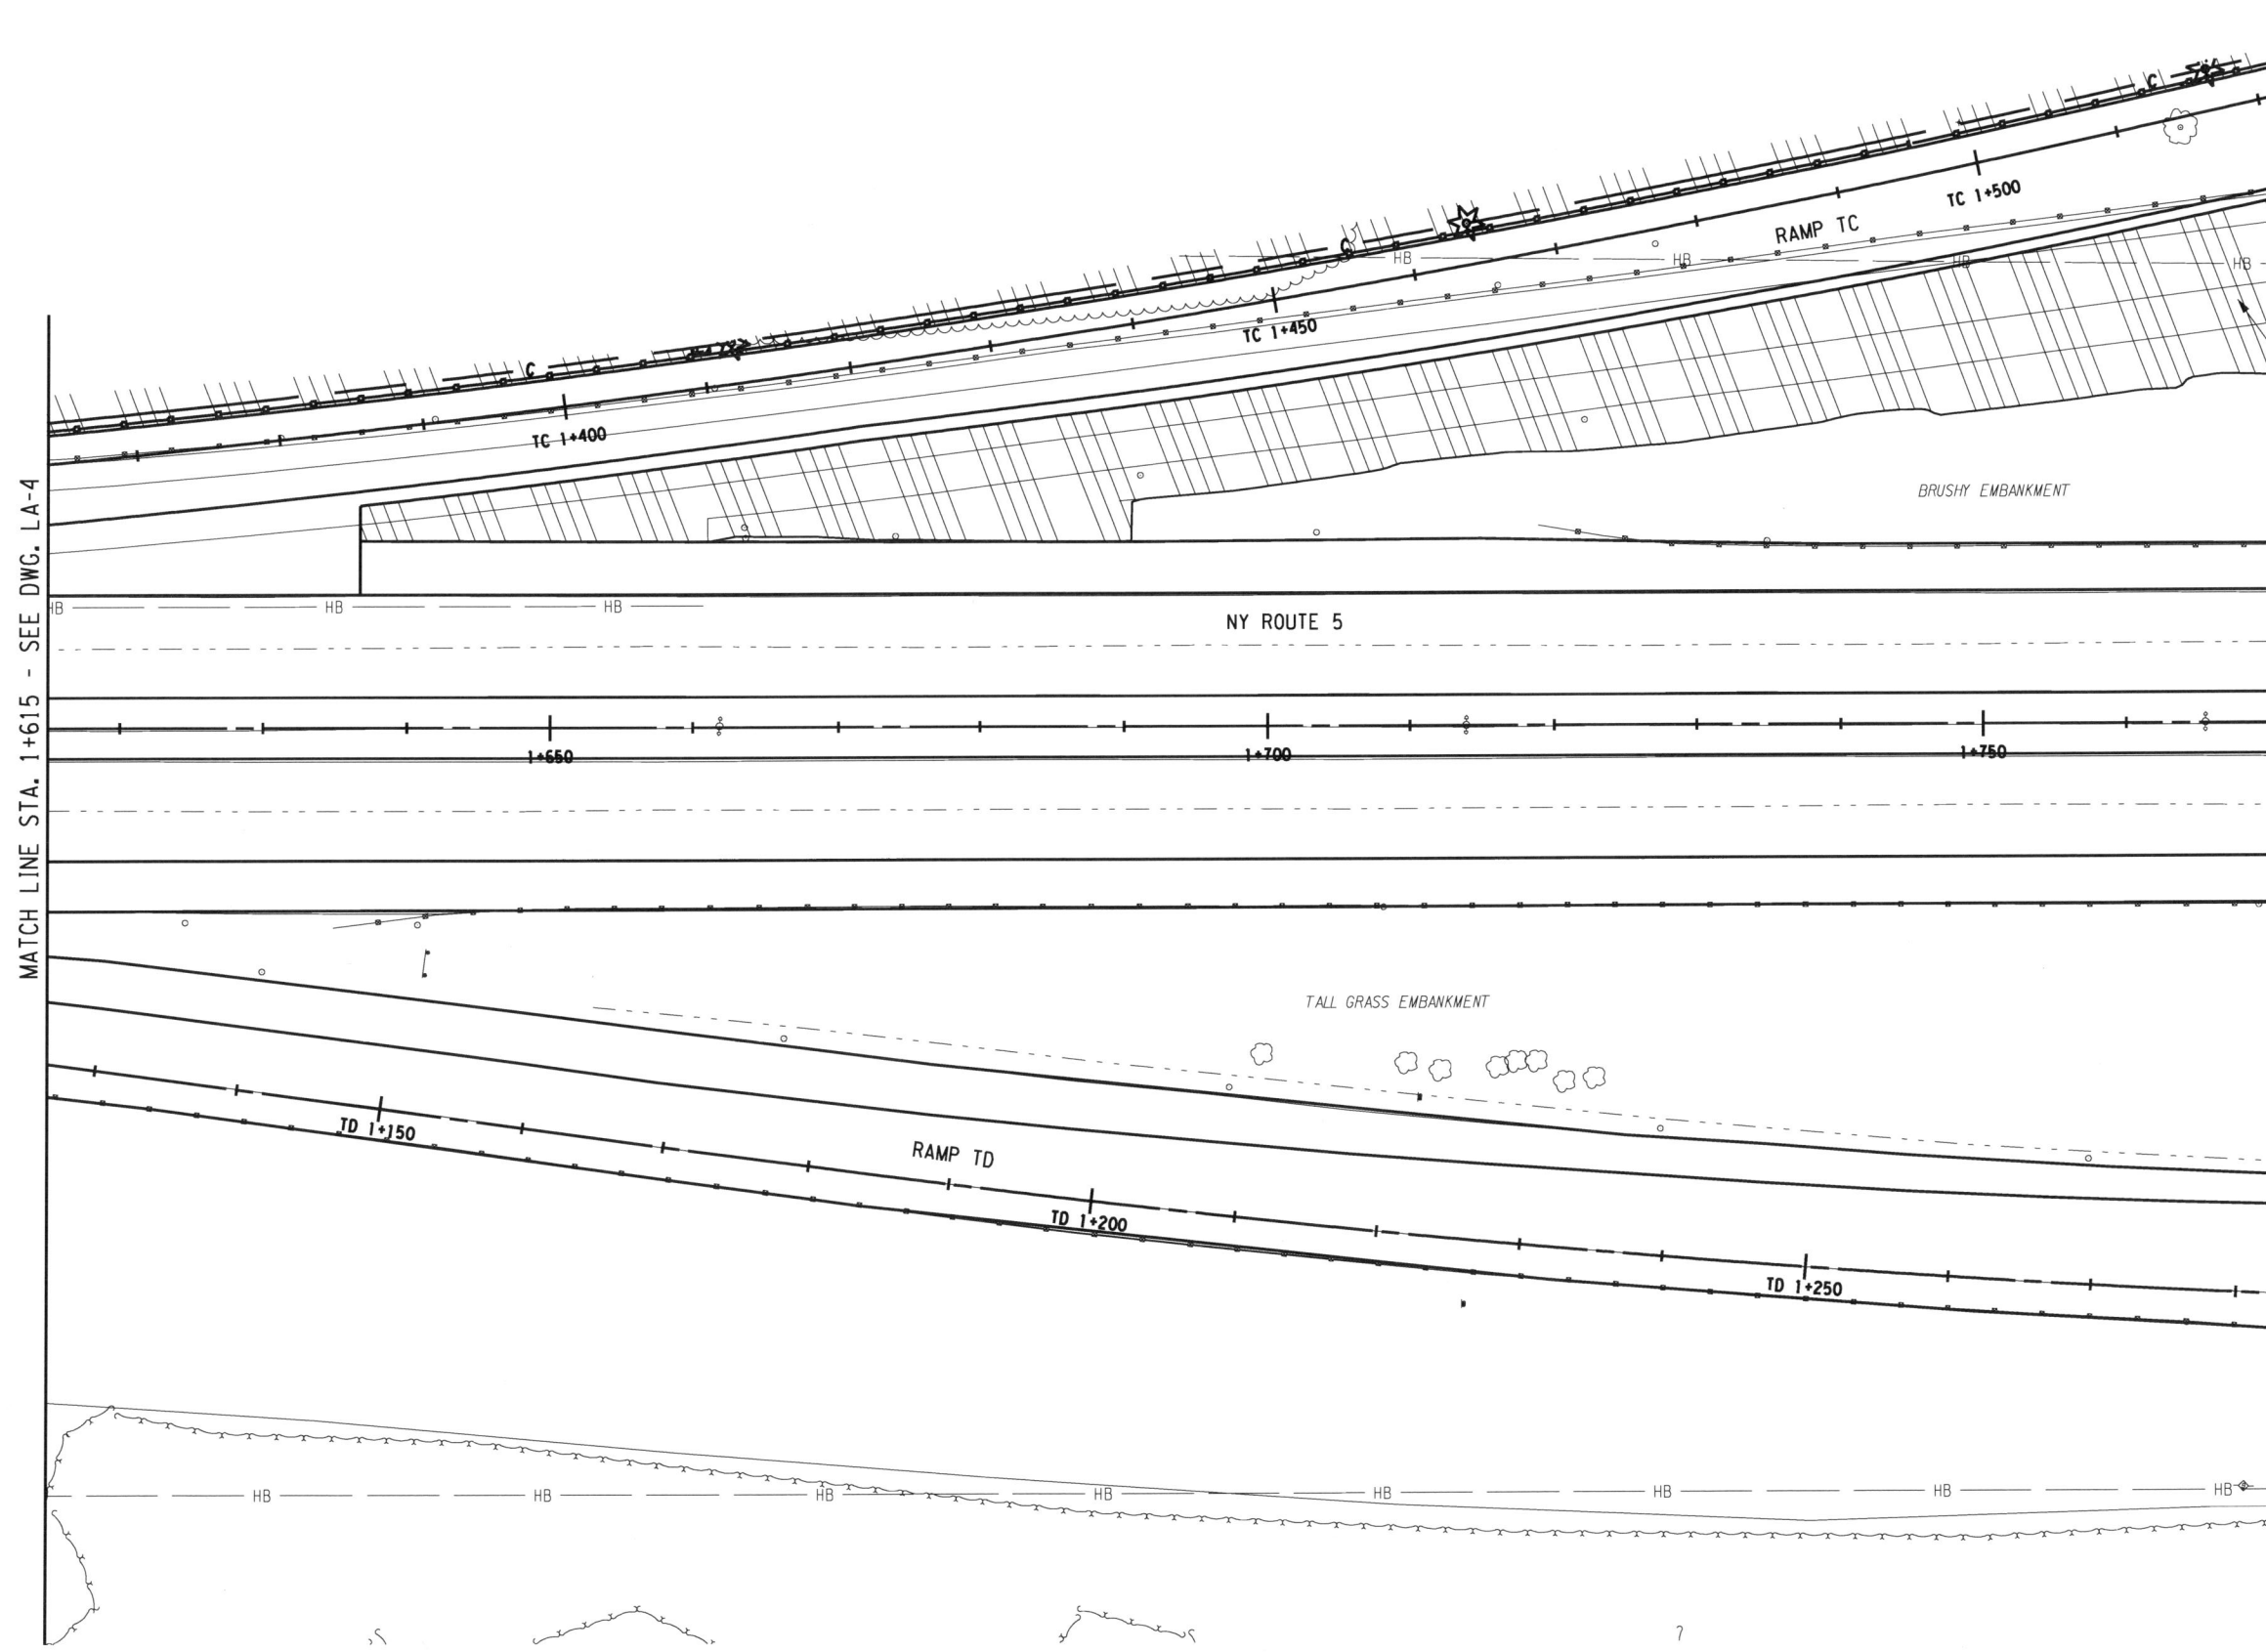 C
C
C
TC 1+500
RAMP TC
HB HB HB HB
TC 1+450
TC 1+400
BRUSHY EMBANKMENT
MATCH LINE STA. 1+615 - SEE DWG. LA-4
HB HB HB
NY ROUTE 5
1+650 1+700 1+750
TALL GRASS EMBANKMENT
TD 1+150
RAMP TD
TD 1+200
TD 1+250
HB HB HB HB HB HB HB HB